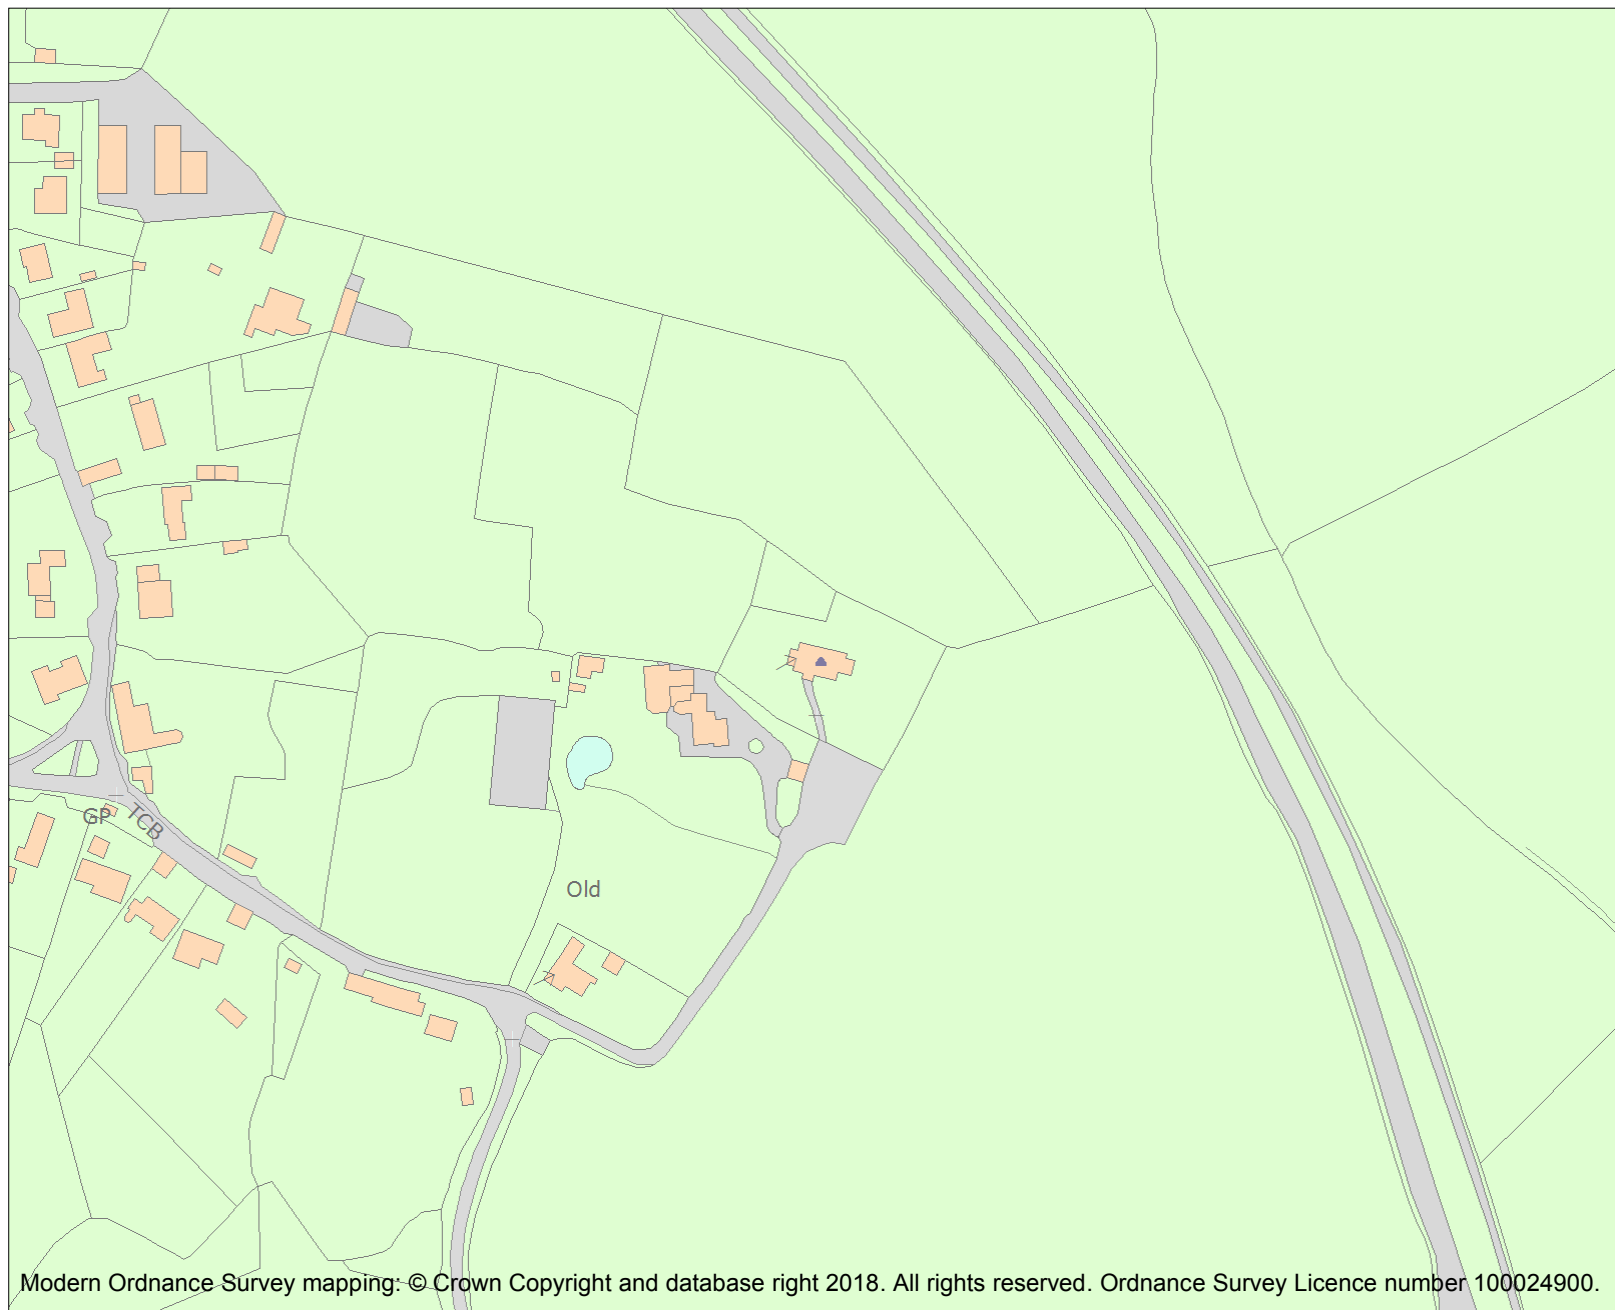 GP
TCB
Old
Modern Ordnance Survey mapping: © Crown Copyright and database right 2018. All rights reserved. Ordnance Survey Licence number 100024900.